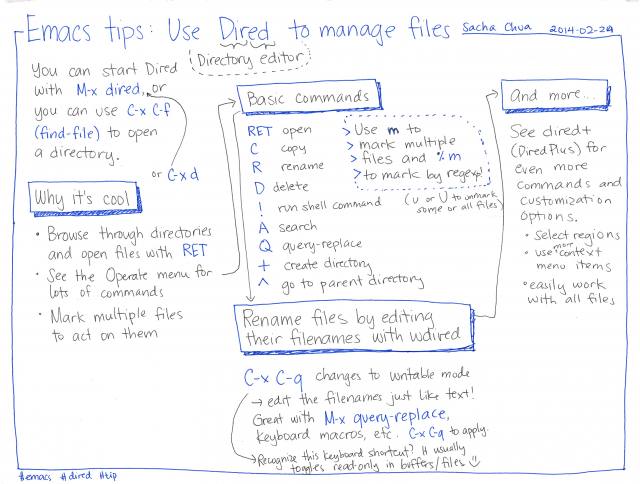 Emacs tips: Use Dired to manage files Sacha Chua 2014-02-24
(Directory editor)
You can start Dired
with M-x dired, or
you can use C-x C-f
(find-file) to open
a directory.
or C-x d
Why it's cool
• Browse through directories
and open files with RET
• See the Operate menu for
lots of commands
• Mark multiple files
to act on them
Basic commands
RET open
C copy
R rename
D delete
! run shell command
A search
Q query-replace
+ create directory
^ go to parent directory
> Use m to
> mark multiple
> files and % m
> to mark by regexp!
(u or U to unmark
some or all files)
Rename files by editing
their filenames with wdired
C-x C-q changes to writable mode
→ edit the filenames just like text!
Great with M-x query-replace,
keyboard macros, etc. C-x C-q to apply.
→ Recognize this keyboard shortcut? It usually
toggles read only in buffers/files
and more...
See dired+
(DiredPlus) for
even more
commands and
customization
options.
• Select regions
• use more context
menu items
• easily work
with all files
#emacs #dired #tip